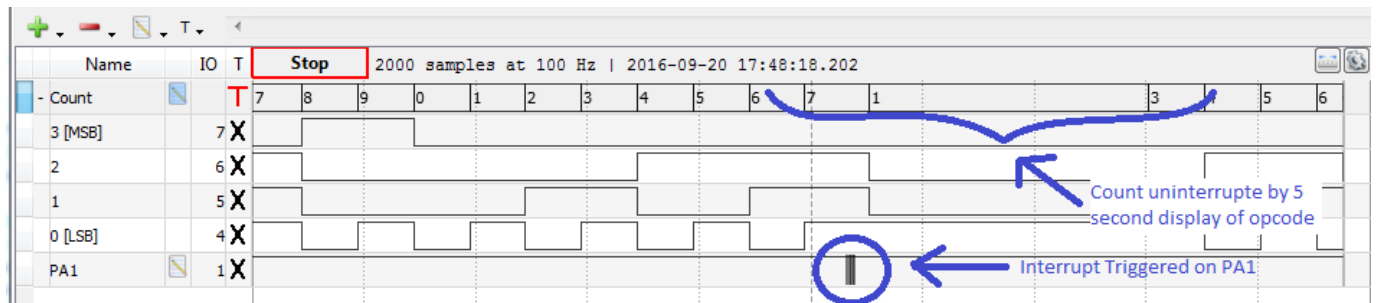 T
Name IO T Stop 2000 samples at 100 Hz | 2016-09-20 17:48:18.202
- Count T 7 8 9 0 1 2 3 4 5 6 7 1 3 4 5 6
3 [MSB] 7 X
2 6 X
1 5 X
0 [LSB] 4 X
PA1 1 X
Count uninterrupte by 5
second display of opcode
Interrupt Triggered on PA1